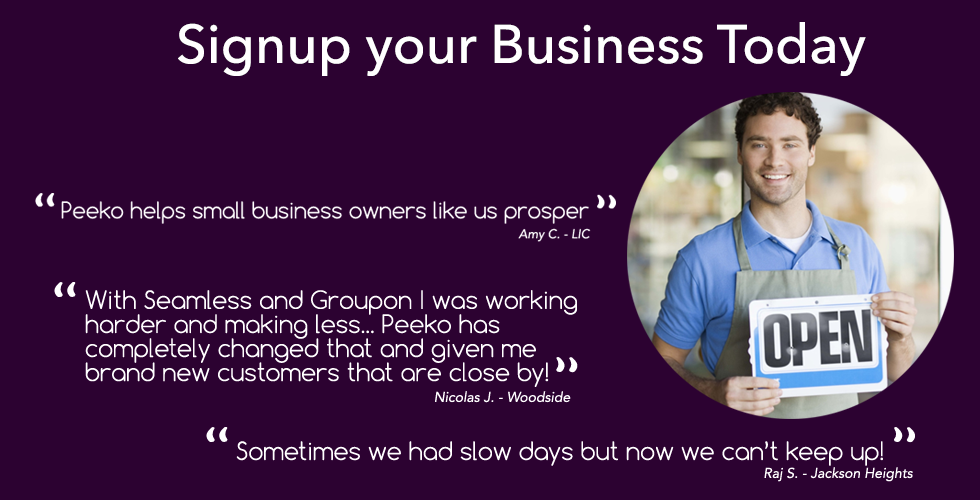 Signup your Business Today
“Peeko helps small business owners like us prosper”
Amy C. - LIC
“With Seamless and Groupon I was working
harder and making less... Peeko has
completely changed that and given me
brand new customers that are close by!”
Nicolas J. - Woodside
OPEN
“Sometimes we had slow days but now we can't keep up!”
Raj S. - Jackson Heights